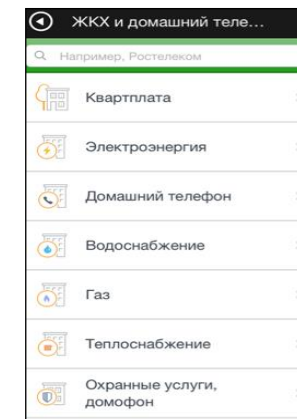 ЖКХ и домашний теле...
Например, Ростелеком
Квартплата
Электроэнергия
Домашний телефон
Водоснабжение
Газ
Теплоснабжение
Охранные услуги,
домофон